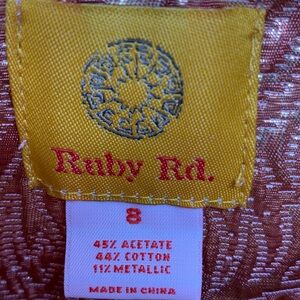 Ruby Rd.
8
45% ACETATE
44% COTTON
11% METALLIC
MADE IN CHINA